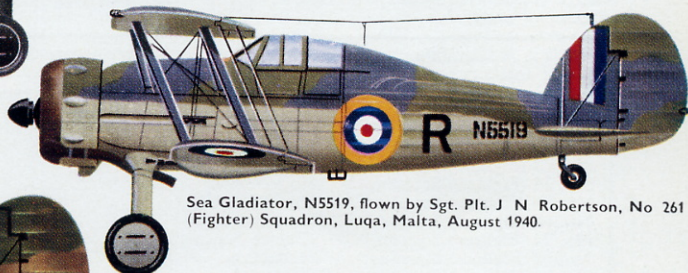 R N5519
Sea Gladiator, N5519, flown by Sgt. Plt. J N Robertson, No 261
(Fighter) Squadron, Luqa, Malta, August 1940.